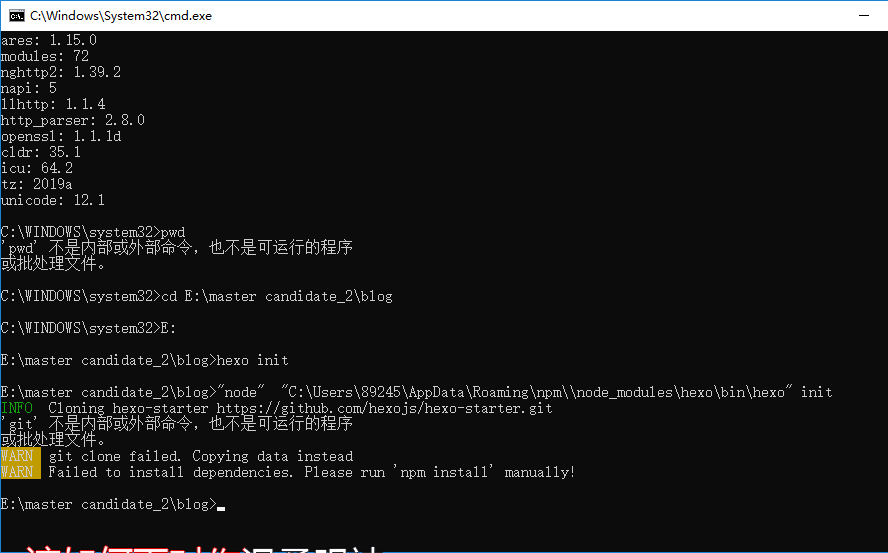 C:\Windows\System32\cmd.exe
ares: 1.15.0
modules: 72
nghttp2: 1.39.2
napi: 5
llhttp: 1.1.4
http_parser: 2.8.0
openssl: 1.1.1d
cldr: 35.1
icu: 64.2
tz: 2019a
unicode: 12.1
C:\WINDOWS\system32>pwd
'pwd' 不是内部或外部命令，也不是可运行的程序
或批处理文件。
C:\WINDOWS\system32>cd E:\master candidate_2\blog
C:\WINDOWS\system32>E:
E:\master candidate_2\blog>hexo init
E:\master candidate_2\blog>"node"  "C:\Users\89245\AppData\Roaming\npm\\node_modules\hexo\bin\hexo" init
INFO  Cloning hexo-starter https://github.com/hexojs/hexo-starter.git
'git' 不是内部或外部命令，也不是可运行的程序
或批处理文件。
WARN  git clone failed. Copying data instead
WARN  Failed to install dependencies. Please run 'npm install' manually!
E:\master candidate_2\blog>